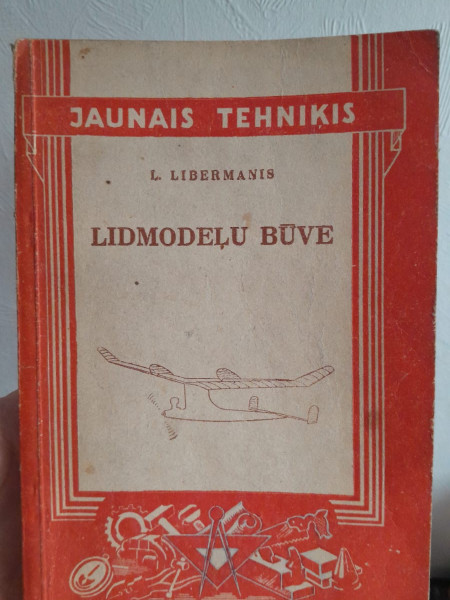 JAUNAIS TEHNIĶIS
L. LIBERMANIS
LIDMODEĻU BŪVE